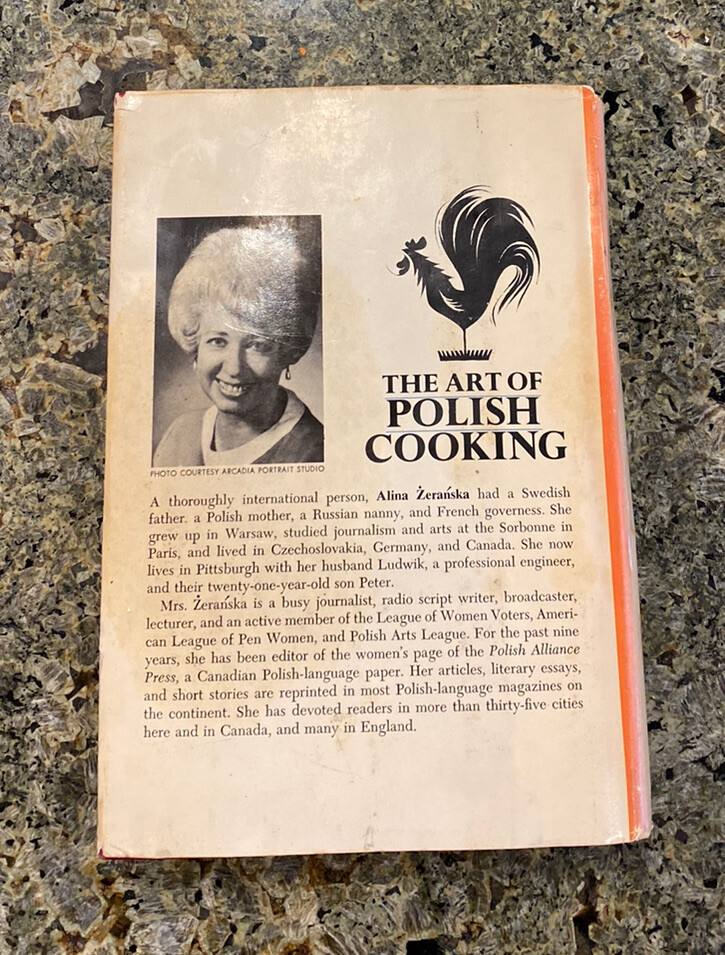 THE ART OF
POLISH
COOKING
PHOTO COURTESY ARCADIA PORTRAIT STUDIO
A thoroughly international person, Alina Żerańska had a Swedish
father. a Polish mother, a Russian nanny, and French governess. She
grew up in Warsaw, studied journalism and arts at the Sorbonne in
Paris, and lived in Czechoslovakia, Germany, and Canada. She now
lives in Pittsburgh with her husband Ludwik, a professional engineer,
and their twenty-one-year-old son Peter.
Mrs. Żerańska is a busy journalist, radio script writer, broadcaster,
lecturer, and an active member of the League of Women Voters, Ameri-
can League of Pen Women, and Polish Arts League. For the past nine
years, she has been editor of the women's page of the Polish Alliance
Press, a Canadian Polish-language paper. Her articles, literary essays,
and short stories are reprinted in most Polish-language magazines on
the continent. She has devoted readers in more than thirty-five cities
here and in Canada, and many in England.